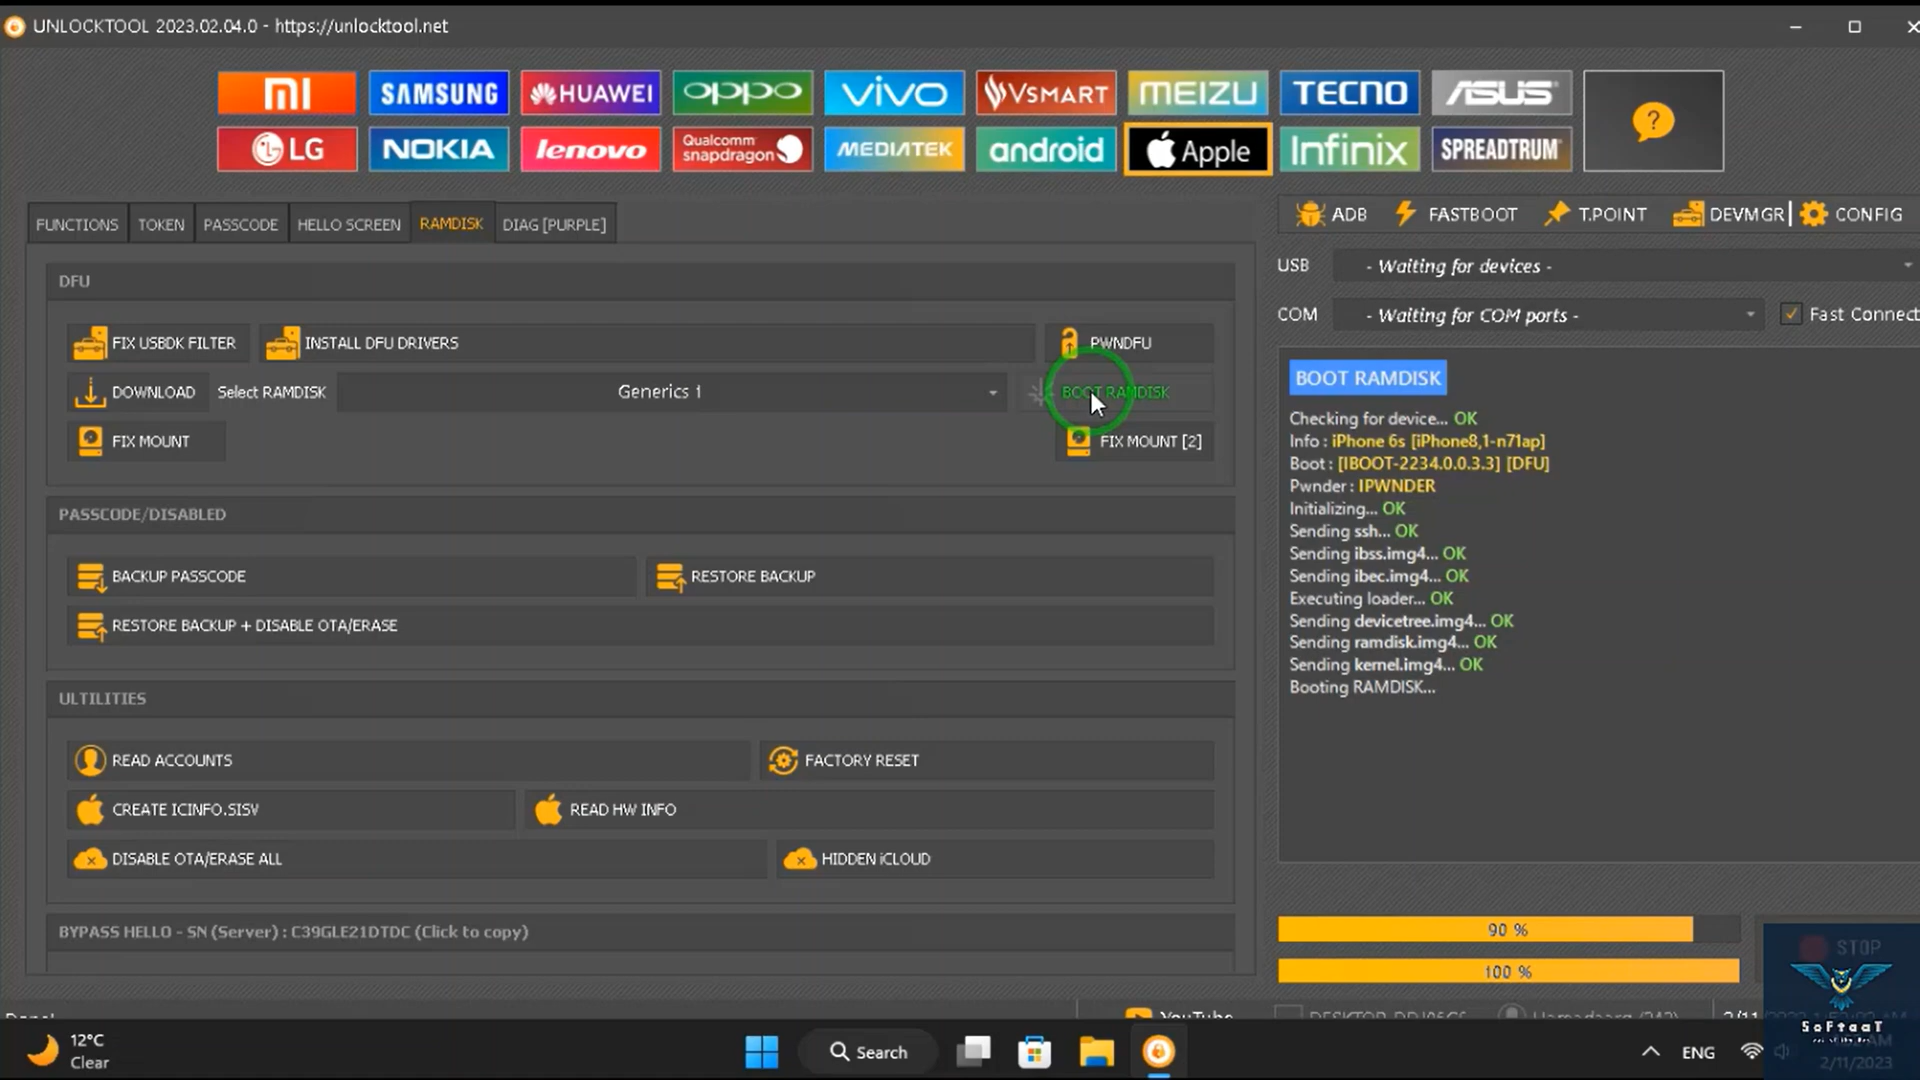 UNLOCKTOOL 2023.02.04.0 - https://unlocktool.net
MI SAMSUNG HUAWEI oppo vivo VSMART MEIZU TECNO ASUS ?
LG NOKIA lenovo Qualcomm snapdragon MEDIATEK android Apple Infinix SPREADTRUM
FUNCTIONS TOKEN PASSCODE HELLO SCREEN RAMDISK DIAG [PURPLE]
ADB FASTBOOT T.POINT DEVMGR CONFIG
USB - Waiting for devices -
COM - Waiting for COM ports - Fast Connect
DFU
FIX USBDK FILTER INSTALL DFU DRIVERS PWNDFU
DOWNLOAD Select RAMDISK Generics 1 BOOT RAMDISK
FIX MOUNT FIX MOUNT [2]
PASSCODE/DISABLED
BACKUP PASSCODE RESTORE BACKUP
RESTORE BACKUP + DISABLE OTA/ERASE
ULTILITIES
READ ACCOUNTS FACTORY RESET
CREATE ICINFO.SISV READ HW INFO
DISABLE OTA/ERASE ALL HIDDEN iCLOUD
BYPASS HELLO - SN (Server) : C39GLE21DTDC (Click to copy)
BOOT RAMDISK
Checking for device... OK
Info : iPhone 6s [iPhone8,1-n71ap]
Boot : [IBOOT-2234.0.0.3.3] [DFU]
Pwnder : IPWNDER
Initializing... OK
Sending ssh... OK
Sending ibss.img4... OK
Sending ibec.img4... OK
Executing loader... OK
Sending devicetree.img4... OK
Sending ramdisk.img4... OK
Sending kernel.img4... OK
Booting RAMDISK...
90 %
100 %
STOP
YouTube
SoftaaT
12°C
Clear
Search
ENG
2/11/2023